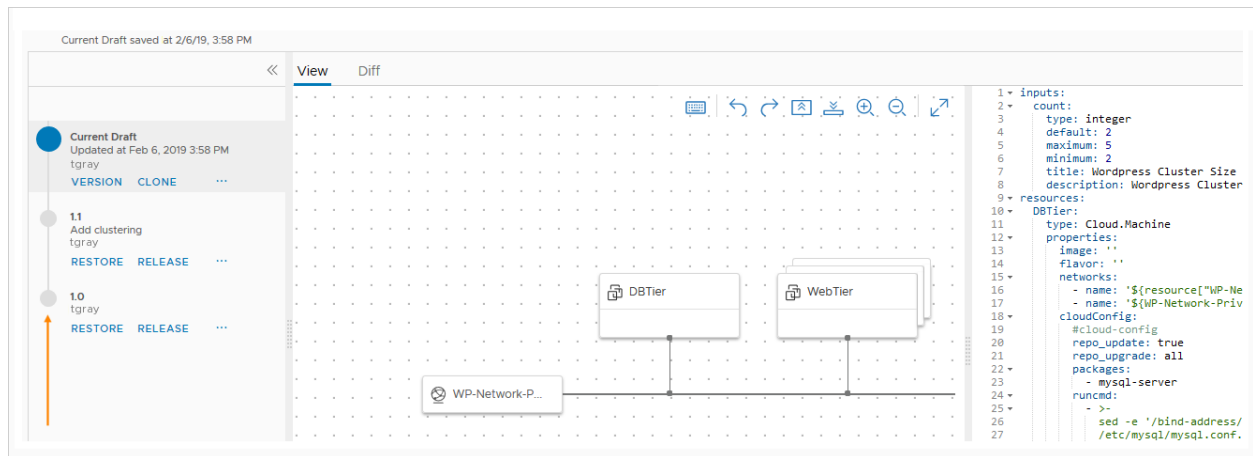 Current Draft saved at 2/6/19, 3:58 PM
View Diff
Current Draft
Updated at Feb 6, 2019 3:58 PM
tgray
VERSION CLONE ...
1.1
Add clustering
tgray
RESTORE RELEASE ...
1.0
tgray
RESTORE RELEASE ...
DBTier
WebTier
WP-Network-P...
1 inputs:
2 count:
3 type: integer
4 default: 2
5 maximum: 5
6 minimum: 2
7 title: Wordpress Cluster Size
8 description: Wordpress Cluster
9 resources:
10 DBTier:
11 type: Cloud.Machine
12 properties:
13 image: ''
14 flavor: ''
15 networks:
16 - name: '${resource["WP-Ne
17 - name: '${WP-Network-Priv
18 cloudConfig:
19 #cloud-config
20 repo_update: true
21 repo_upgrade: all
22 packages:
23 - mysql-server
24 runcmd:
25 - >-
26 sed -e '/bind-address/
27 /etc/mysql/mysql.conf.